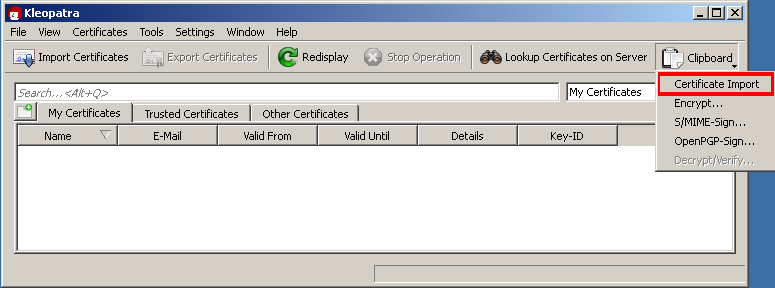 Kleopatra
File View Certificates Tools Settings Window Help
Import Certificates Export Certificates Redisplay Stop Operation Lookup Certificates on Server Clipboard
Search...<Alt+Q> My Certificates
Certificate Import
Encrypt...
S/MIME-Sign...
OpenPGP-Sign...
Decrypt/Verify...
My Certificates Trusted Certificates Other Certificates
Name E-Mail Valid From Valid Until Details Key-ID